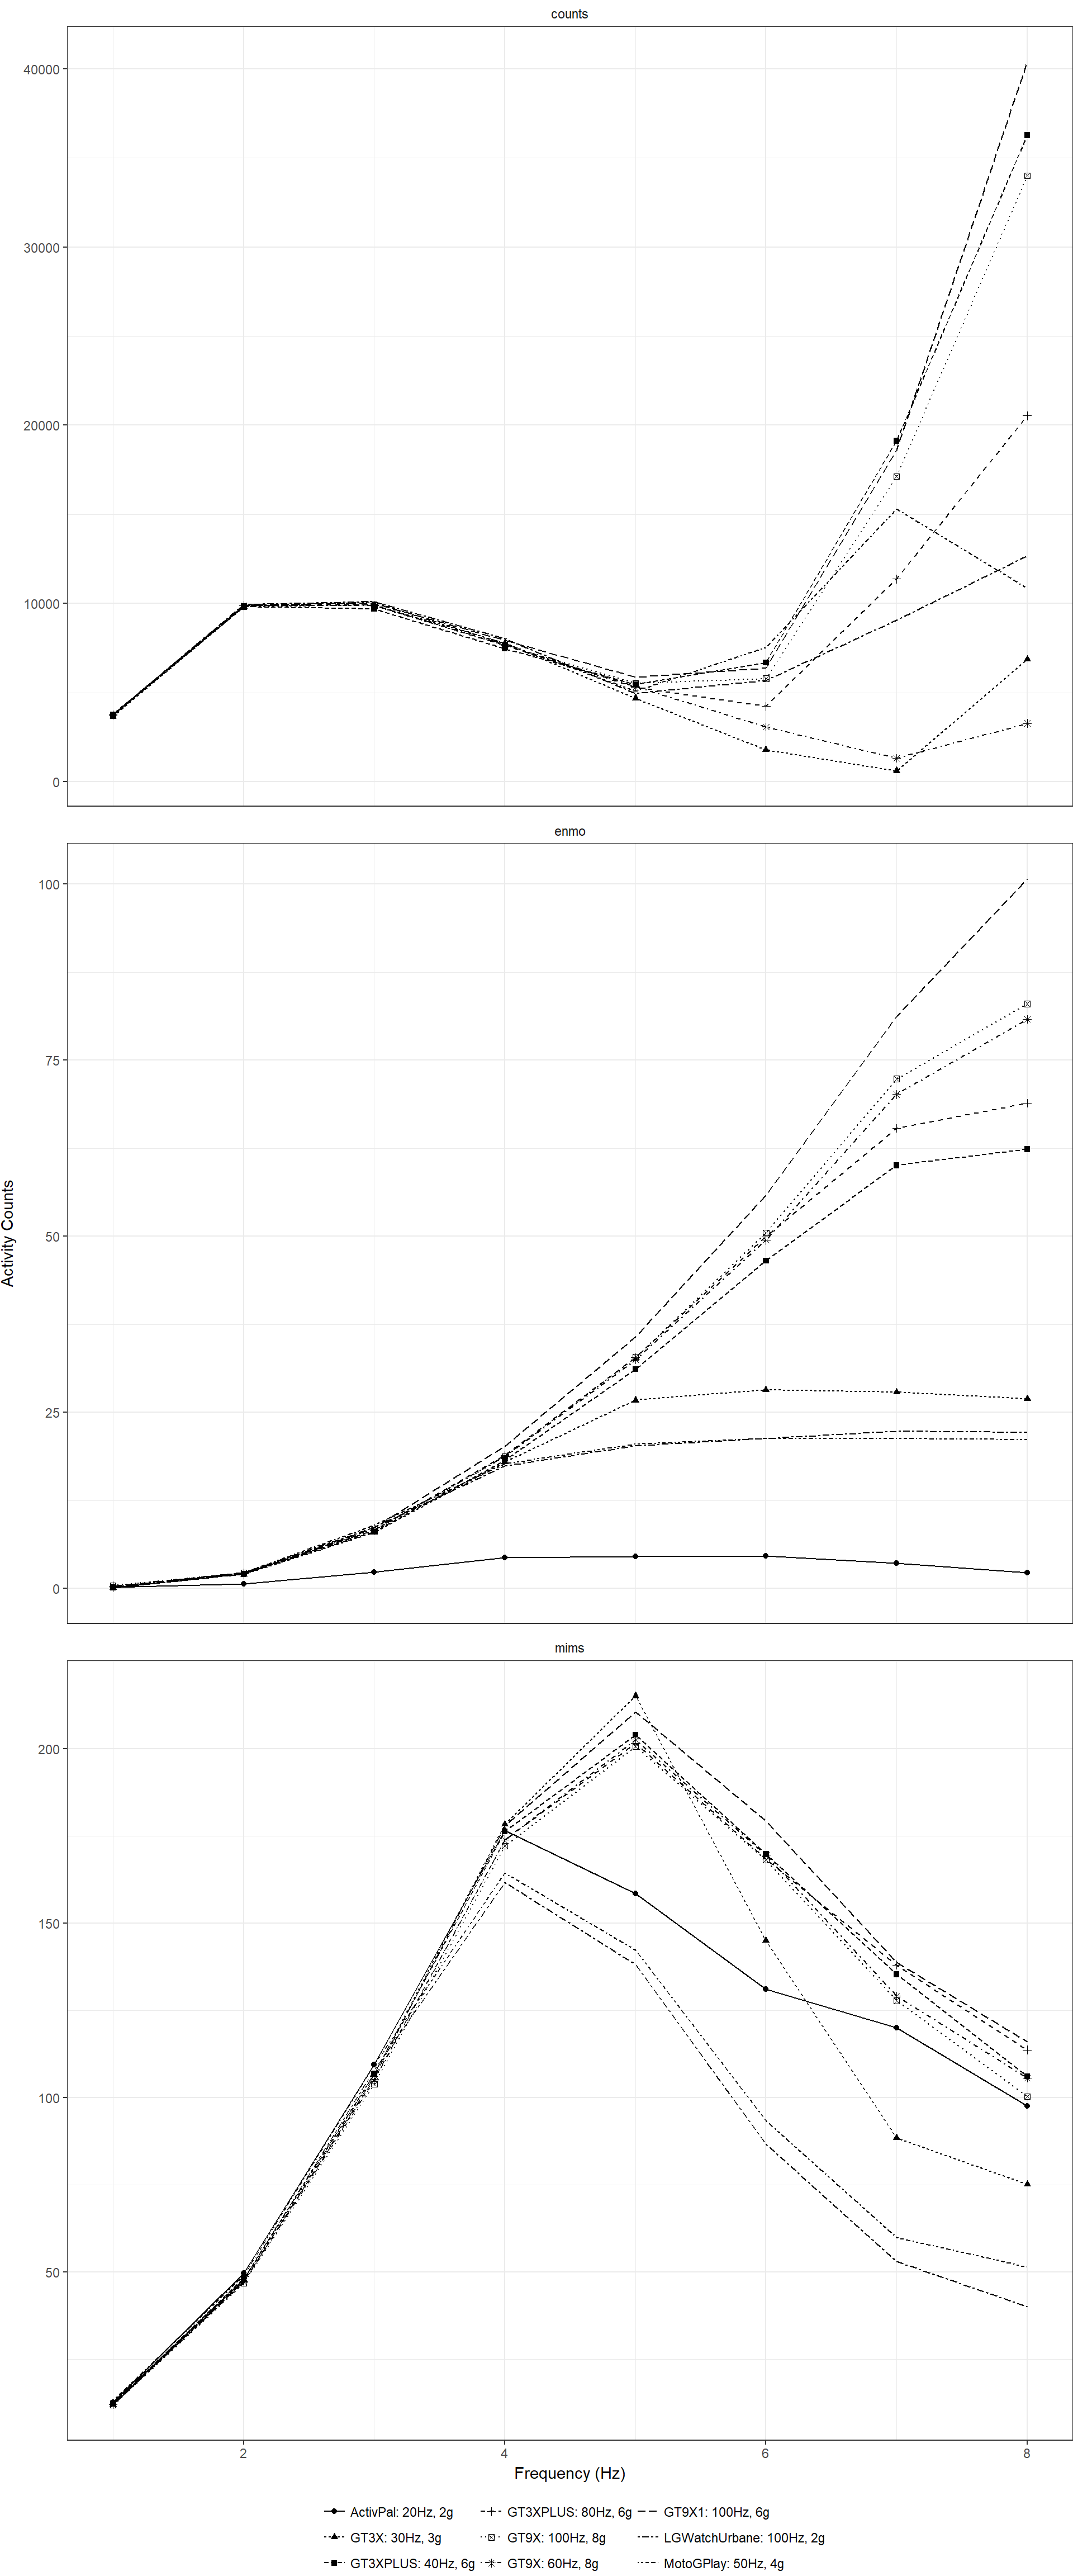 counts
40000
30000
20000
10000
0
enmo
100
75
50
25
0
Activity Counts
mims
200
150
100
50
2 4 6 8
Frequency (Hz)
ActivPal: 20Hz, 2g GT3XPLUS: 80Hz, 6g GT9X1: 100Hz, 6g
GT3X: 30Hz, 3g GT9X: 100Hz, 8g LGWatchUrbane: 100Hz, 2g
GT3XPLUS: 40Hz, 6g GT9X: 60Hz, 8g MotoGPlay: 50Hz, 4g